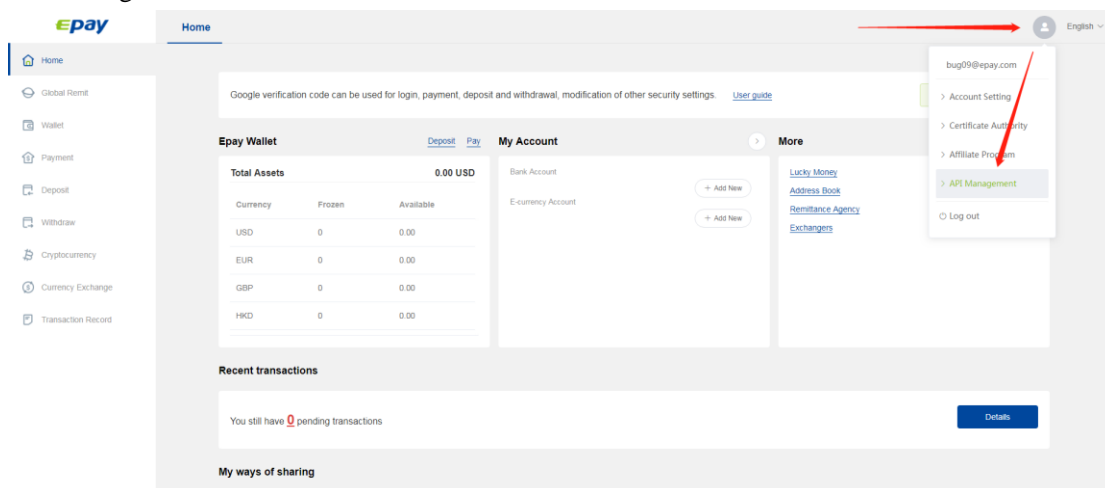 Epay
Home
English
Home
Global Remit
Wallet
Payment
Deposit
Withdraw
Cryptocurrency
Currency Exchange
Transaction Record
bug09@epay.com
> Account Setting
> Certificate Authority
> Affiliate Program
> API Management
Log out
Google verification code can be used for login, payment, deposit and withdrawal, modification of other security settings. User guide
Epay Wallet Deposit Pay
Total Assets 0.00 USD
Currency Frozen Available
USD 0 0.00
EUR 0 0.00
GBP 0 0.00
HKD 0 0.00
My Account >
Bank Account
+ Add New
E-currency Account
+ Add New
More
Lucky Money
Address Book
Remittance Agency
Exchangers
Recent transactions
You still have 0 pending transactions
Details
My ways of sharing